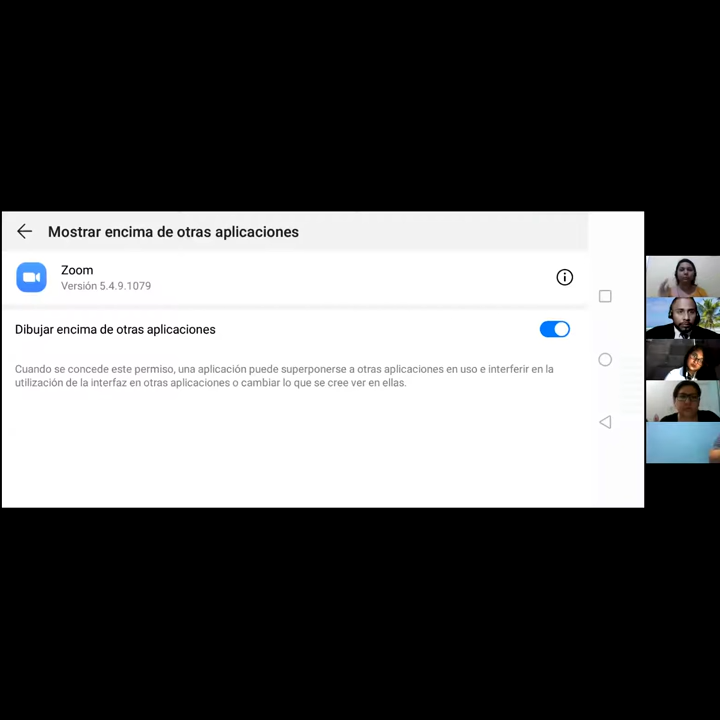 Mostrar encima de otras aplicaciones
Zoom
Versión 5.4.9.1079
Dibujar encima de otras aplicaciones
Cuando se concede este permiso, una aplicación puede superponerse a otras aplicaciones en uso e interferir en la
utilización de la interfaz en otras aplicaciones o cambiar lo que se cree ver en ellas.